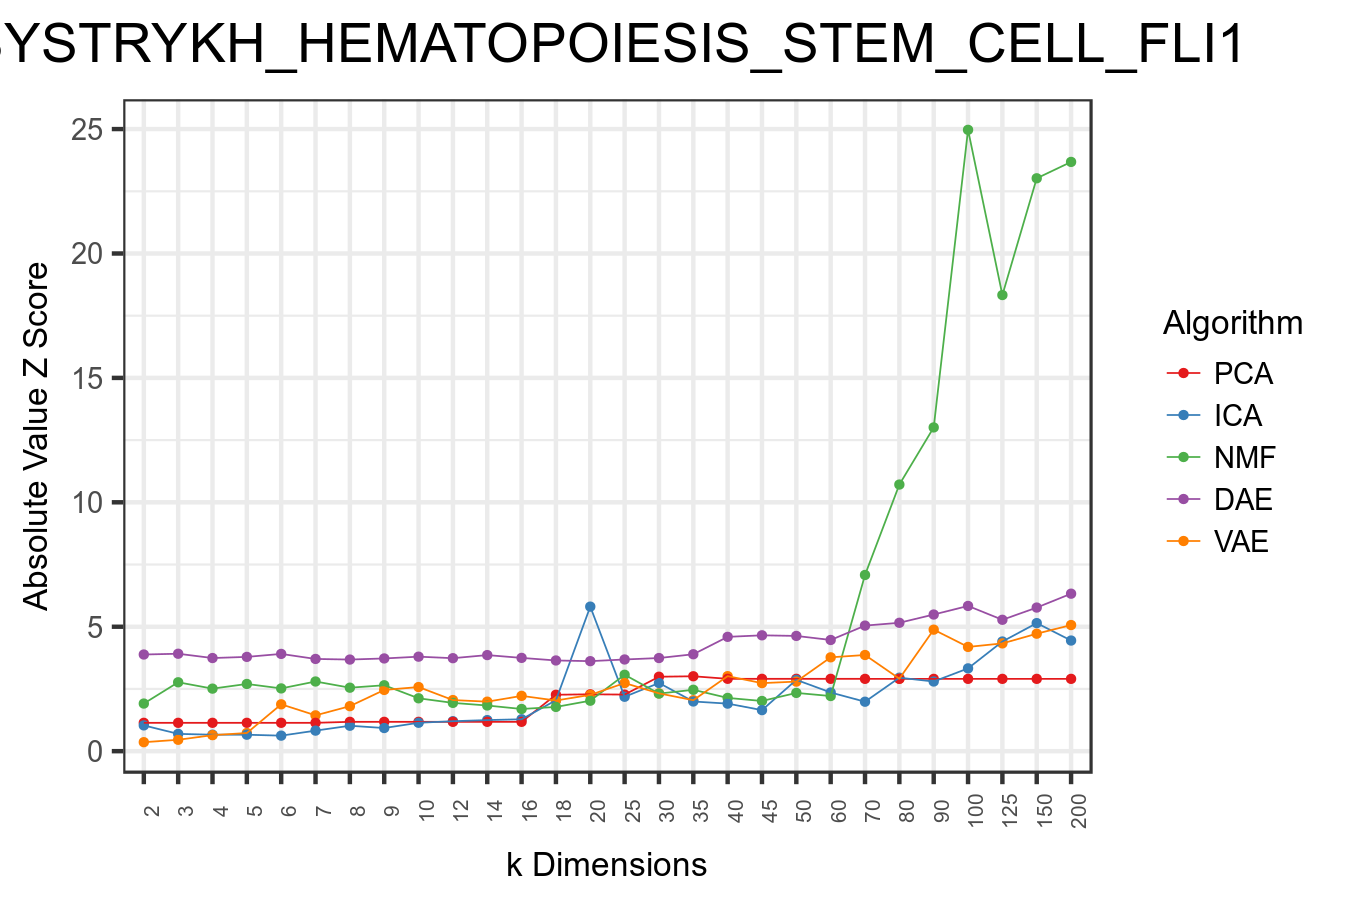 YSTRYKH_HEMATOPOIESIS_STEM_CELL_FLI1
25
20
15
10
5
0
Absolute Value Z Score
2 3 4 5 6 7 8 9 10 12 14 16 18 20 25 30 35 40 45 50 60 70 80 90 100 125 150 200
k Dimensions
Algorithm
PCA
ICA
NMF
DAE
VAE